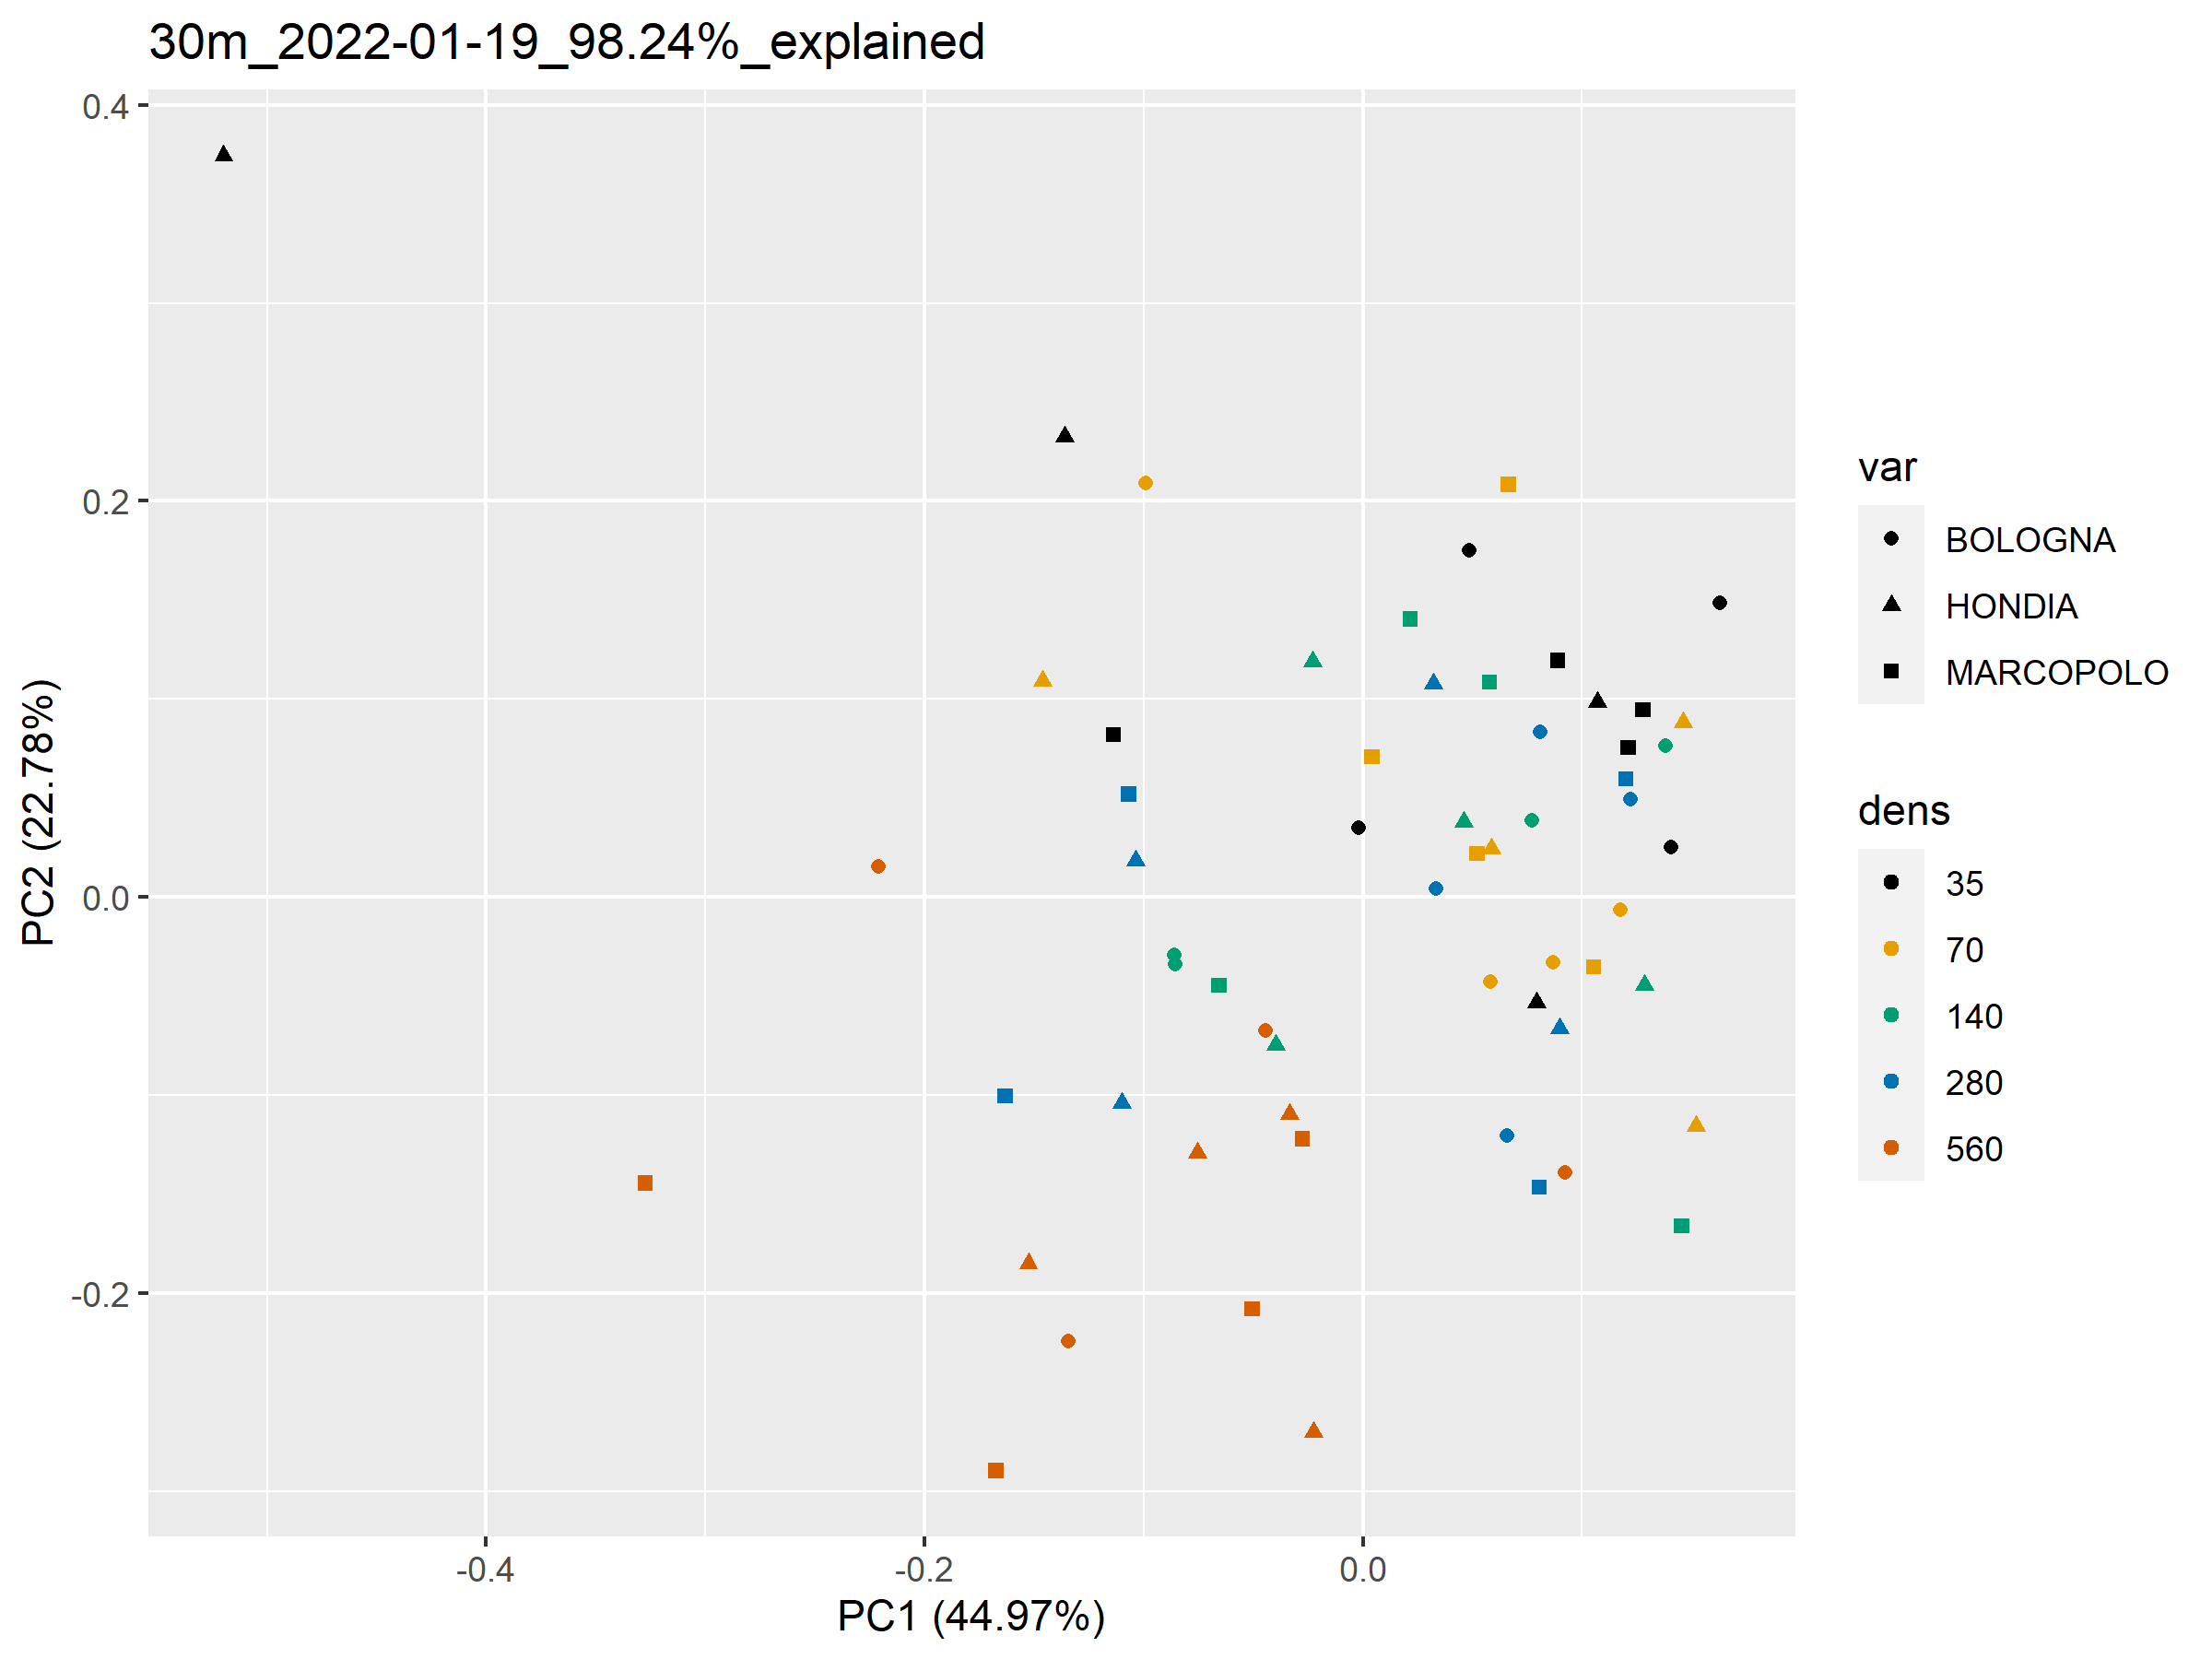 30m_2022-01-19_98.24%_explained
0.4
0.2
0.0
-0.2
PC2 (22.78%)
-0.4
-0.2
0.0
PC1 (44.97%)
var
BOLOGNA
HONDIA
MARCOPOLO
dens
35
70
140
280
560